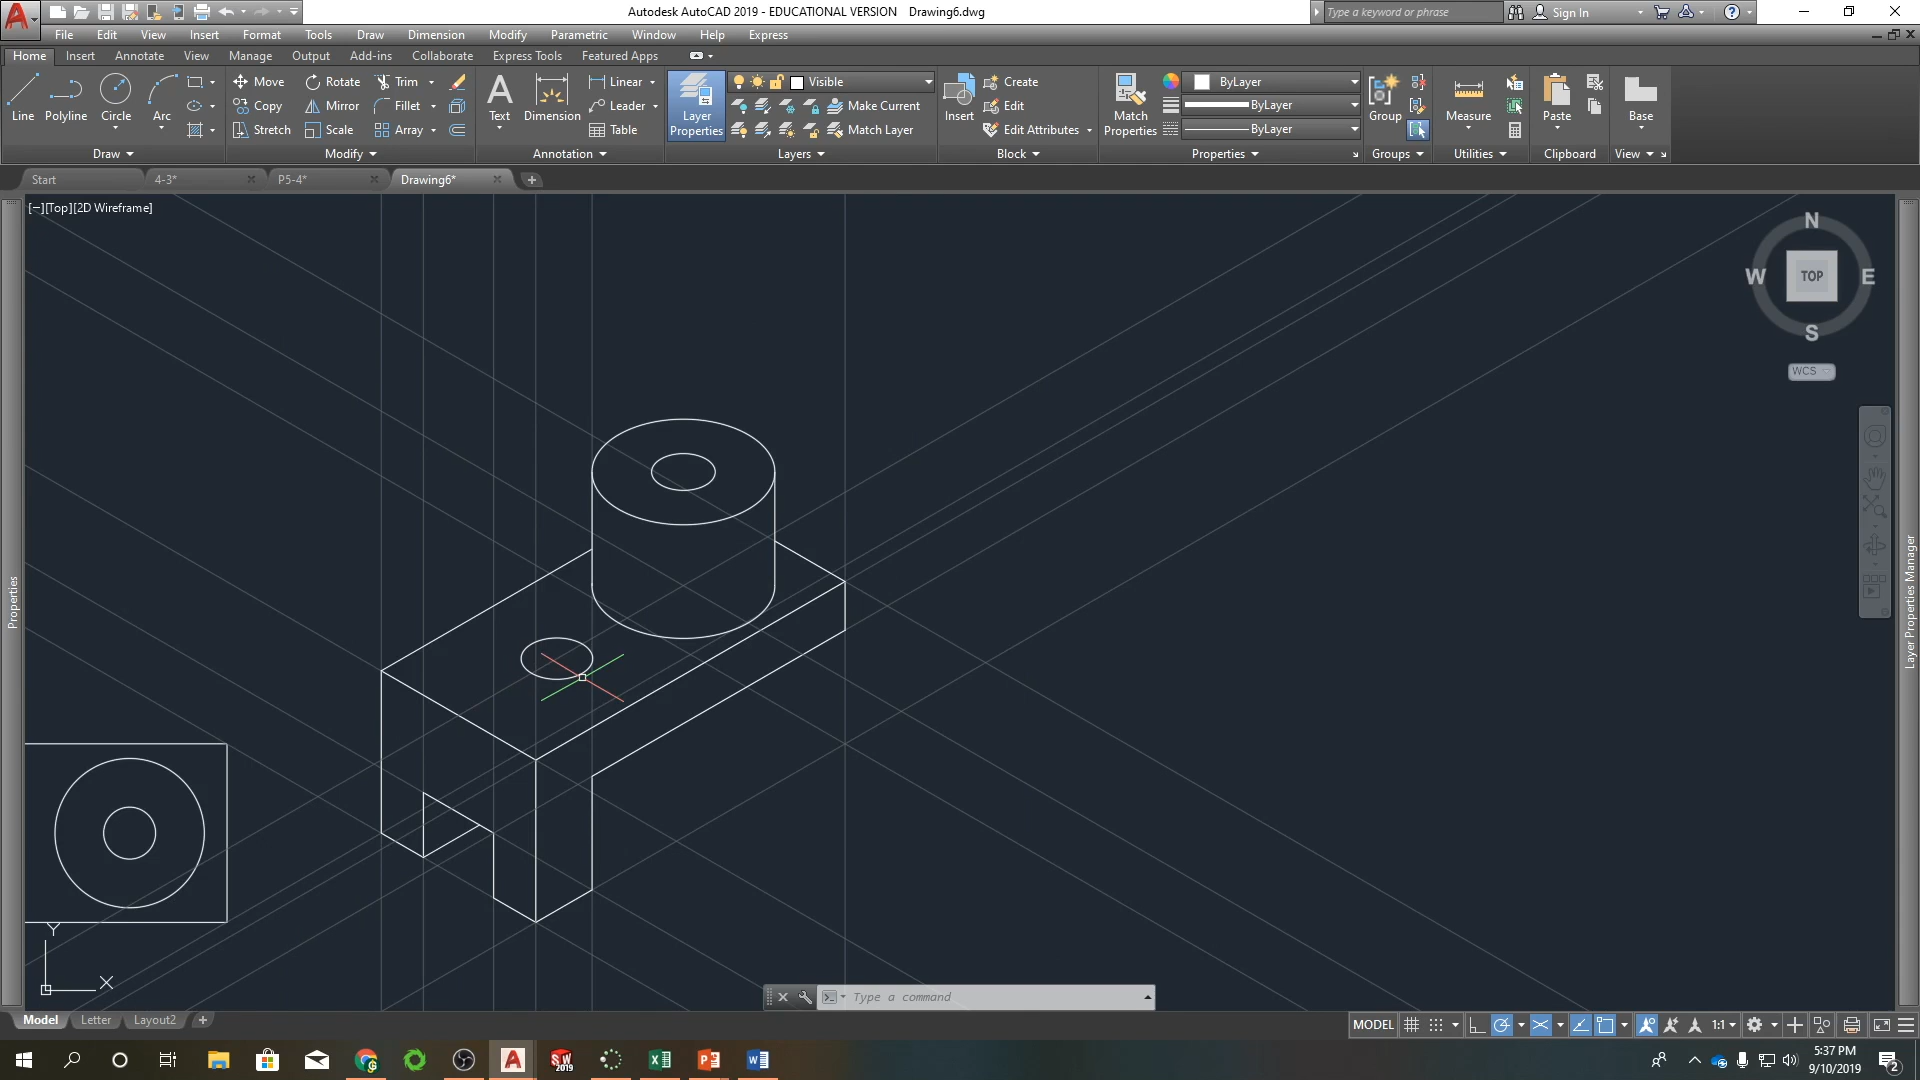 Autodesk AutoCAD 2019 - EDUCATIONAL VERSION    Drawing6.dwg
Type a keyword or phrase
Sign In
File Edit View Insert Format Tools Draw Dimension Modify Parametric Window Help Express
Home Insert Annotate View Manage Output Add-ins Collaborate Express Tools Featured Apps
Line Polyline Circle Arc
Draw
Move Rotate Trim
Copy Mirror Fillet
Stretch Scale Array
Modify
Text Dimension
Linear
Leader
Table
Annotation
Layer Properties
Visible
Make Current
Match Layer
Layers
Insert
Create
Edit
Edit Attributes
Block
Match Properties
ByLayer
ByLayer
ByLayer
Properties
Group
Groups
Measure
Utilities
Paste
Clipboard
Base
View
Start 4-3* P5-4* Drawing6*
[−][Top][2D Wireframe]
N
W TOP E
S
WCS
Properties
Layer Properties Manager
Y
X
Type a command
Model Letter Layout2
MODEL
1:1
SW
2019
5:37 PM
9/10/2019
2